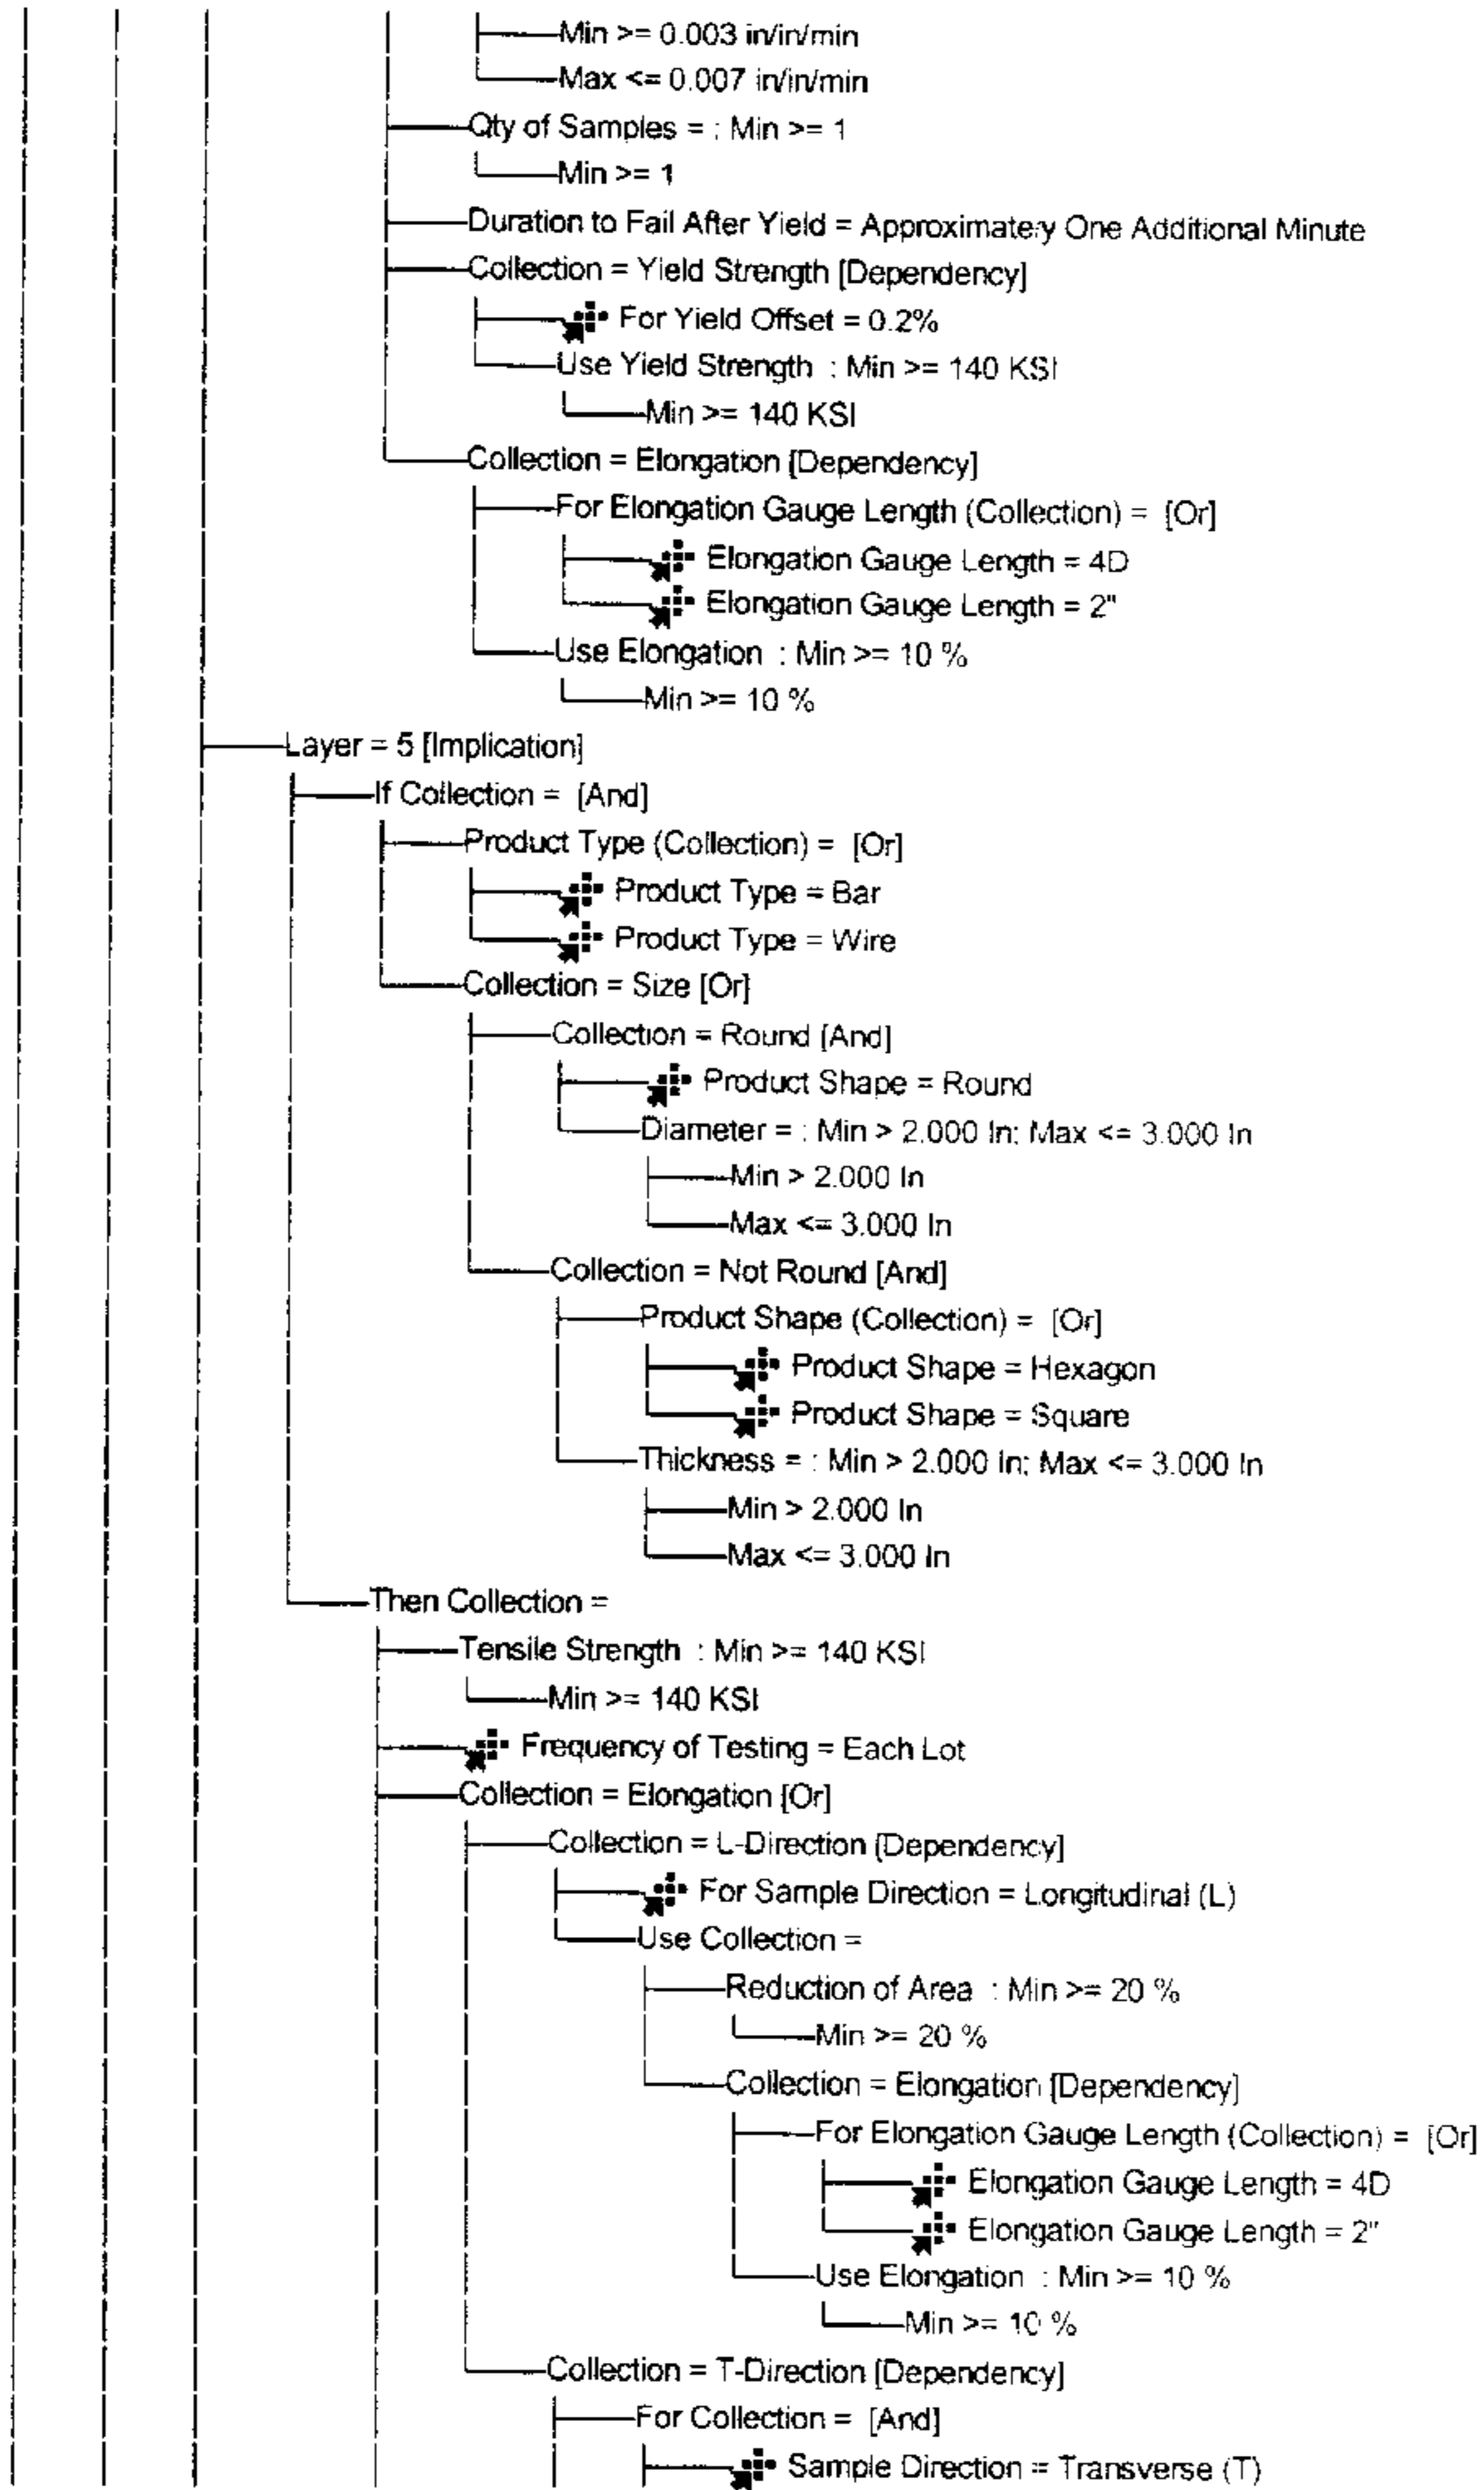 Min >= 0.003 in/in/min
Max <= 0.007 in/in/min
Qty of Samples = : Min >= 1
Min >= 1
Duration to Fail After Yield = Approximately One Additional Minute
Collection = Yield Strength [Dependency]
For Yield Offset = 0.2%
Use Yield Strength : Min >= 140 KSI
Min >= 140 KSI
Collection = Elongation [Dependency]
For Elongation Gauge Length (Collection) = [Or]
Elongation Gauge Length = 4D
Elongation Gauge Length = 2"
Use Elongation : Min >= 10 %
Min >= 10 %
Layer = 5 [Implication]
If Collection = [And]
Product Type (Collection) = [Or]
Product Type = Bar
Product Type = Wire
Collection = Size [Or]
Collection = Round [And]
Product Shape = Round
Diameter = : Min > 2.000 In; Max <= 3.000 In
Min > 2.000 In
Max <= 3.000 In
Collection = Not Round [And]
Product Shape (Collection) = [Or]
Product Shape = Hexagon
Product Shape = Square
Thickness = : Min > 2.000 In; Max <= 3.000 In
Min > 2.000 In
Max <= 3.000 In
Then Collection =
Tensile Strength : Min >= 140 KSI
Min >= 140 KSI
Frequency of Testing = Each Lot
Collection = Elongation [Or]
Collection = L-Direction [Dependency]
For Sample Direction = Longitudinal (L)
Use Collection =
Reduction of Area : Min >= 20 %
Min >= 20 %
Collection = Elongation [Dependency]
For Elongation Gauge Length (Collection) = [Or]
Elongation Gauge Length = 4D
Elongation Gauge Length = 2"
Use Elongation : Min >= 10 %
Min >= 10 %
Collection = T-Direction [Dependency]
For Collection = [And]
Sample Direction = Transverse (T)